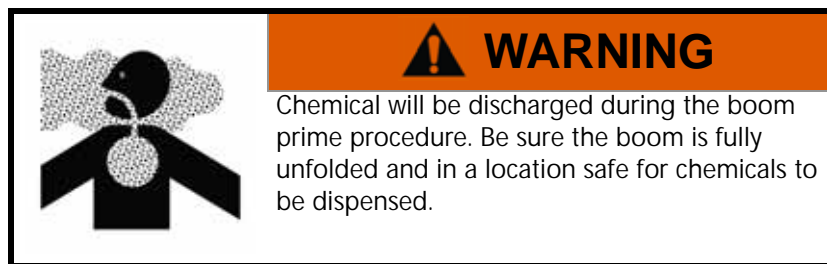 WARNING
Chemical will be discharged during the boom
prime procedure. Be sure the boom is fully
unfolded and in a location safe for chemicals to
be dispensed.